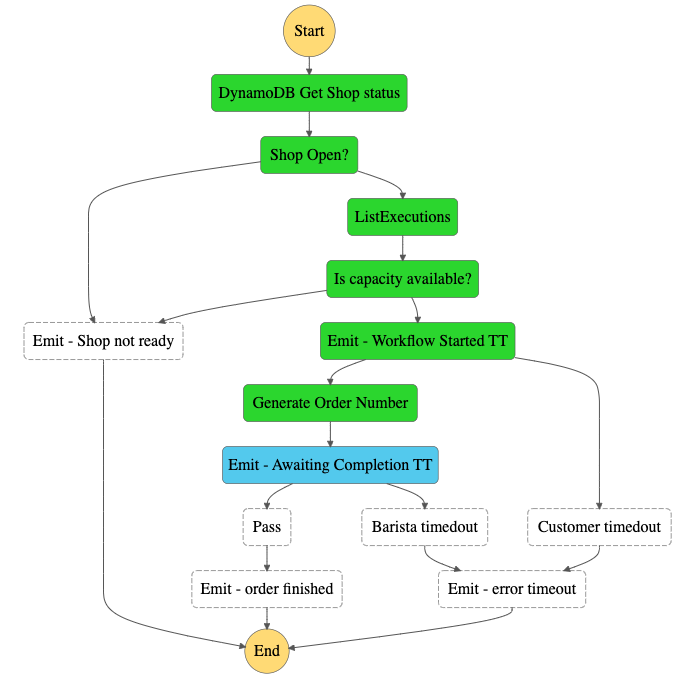 Start
DynamoDB Get Shop status
Shop Open?
ListExecutions
Is capacity available?
Emit - Shop not ready
Emit - Workflow Started TT
Generate Order Number
Emit - Awaiting Completion TT
Pass
Barista timedout
Customer timedout
Emit - order finished
Emit - error timeout
End